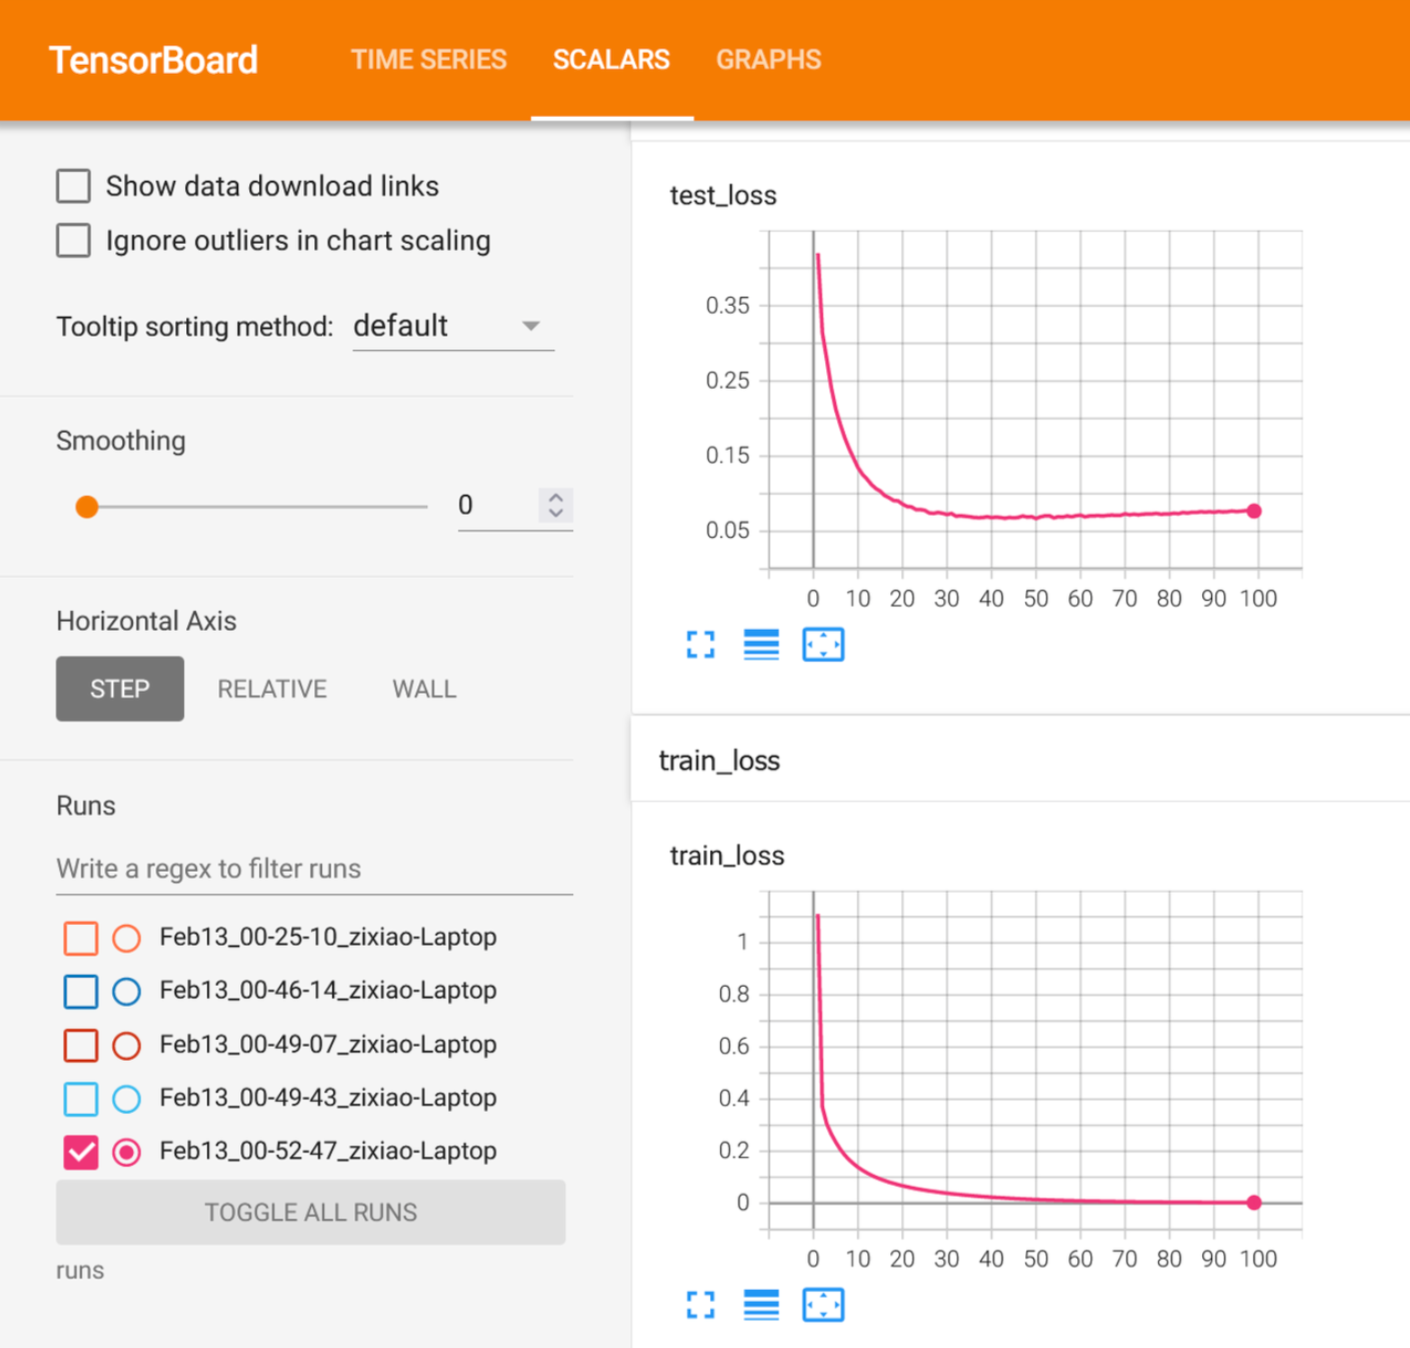 TensorBoard TIME SERIES SCALARS GRAPHS
Show data download links
Ignore outliers in chart scaling
Tooltip sorting method: default
Smoothing
0
Horizontal Axis
STEP RELATIVE WALL
Runs
Write a regex to filter runs
Feb13_00-25-10_zixiao-Laptop
Feb13_00-46-14_zixiao-Laptop
Feb13_00-49-07_zixiao-Laptop
Feb13_00-49-43_zixiao-Laptop
Feb13_00-52-47_zixiao-Laptop
TOGGLE ALL RUNS
runs
test_loss
0.35
0.25
0.15
0.05
0 10 20 30 40 50 60 70 80 90 100
train_loss
train_loss
1
0.8
0.6
0.4
0.2
0
0 10 20 30 40 50 60 70 80 90 100